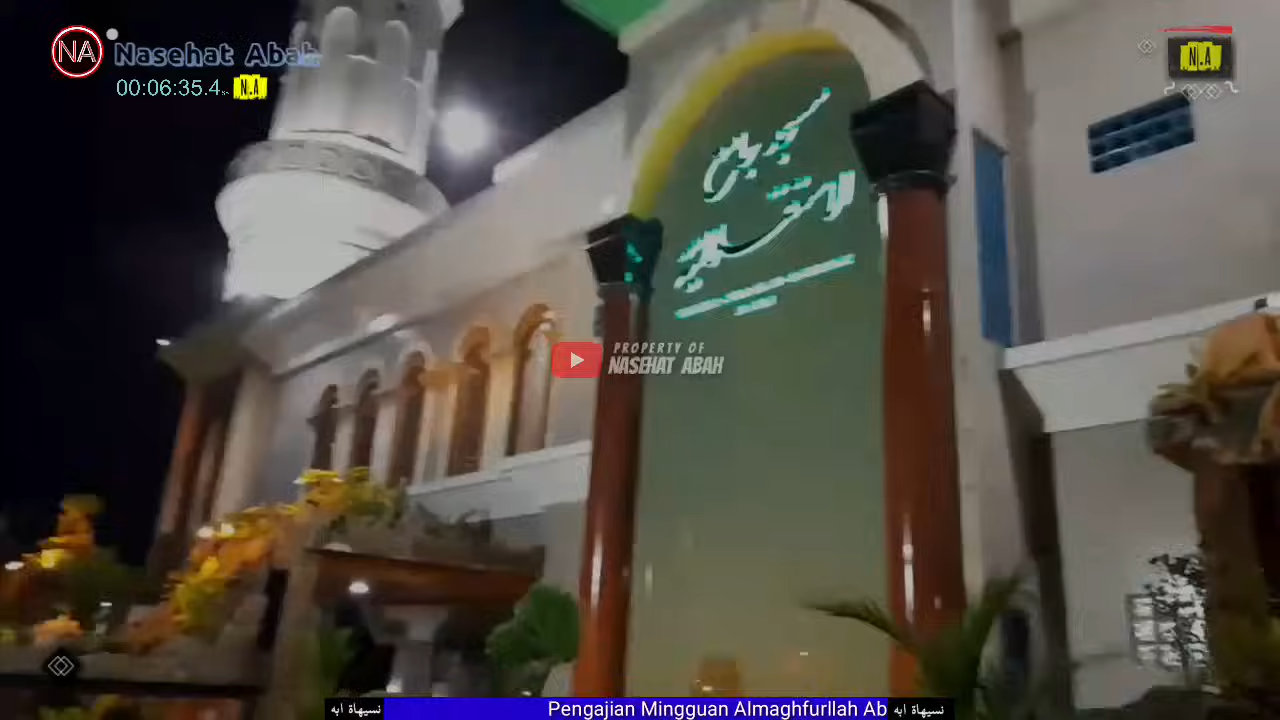 NA
Nasehat Abah
00:06:35.4
N.A
N.A
مسجد جامع
الاستقامة
PROPERTY OF
NASEHAT ABAH
نسيهاة ابه
Pengajian Mingguan Almaghfurllah Ab
نسيهاة ابه